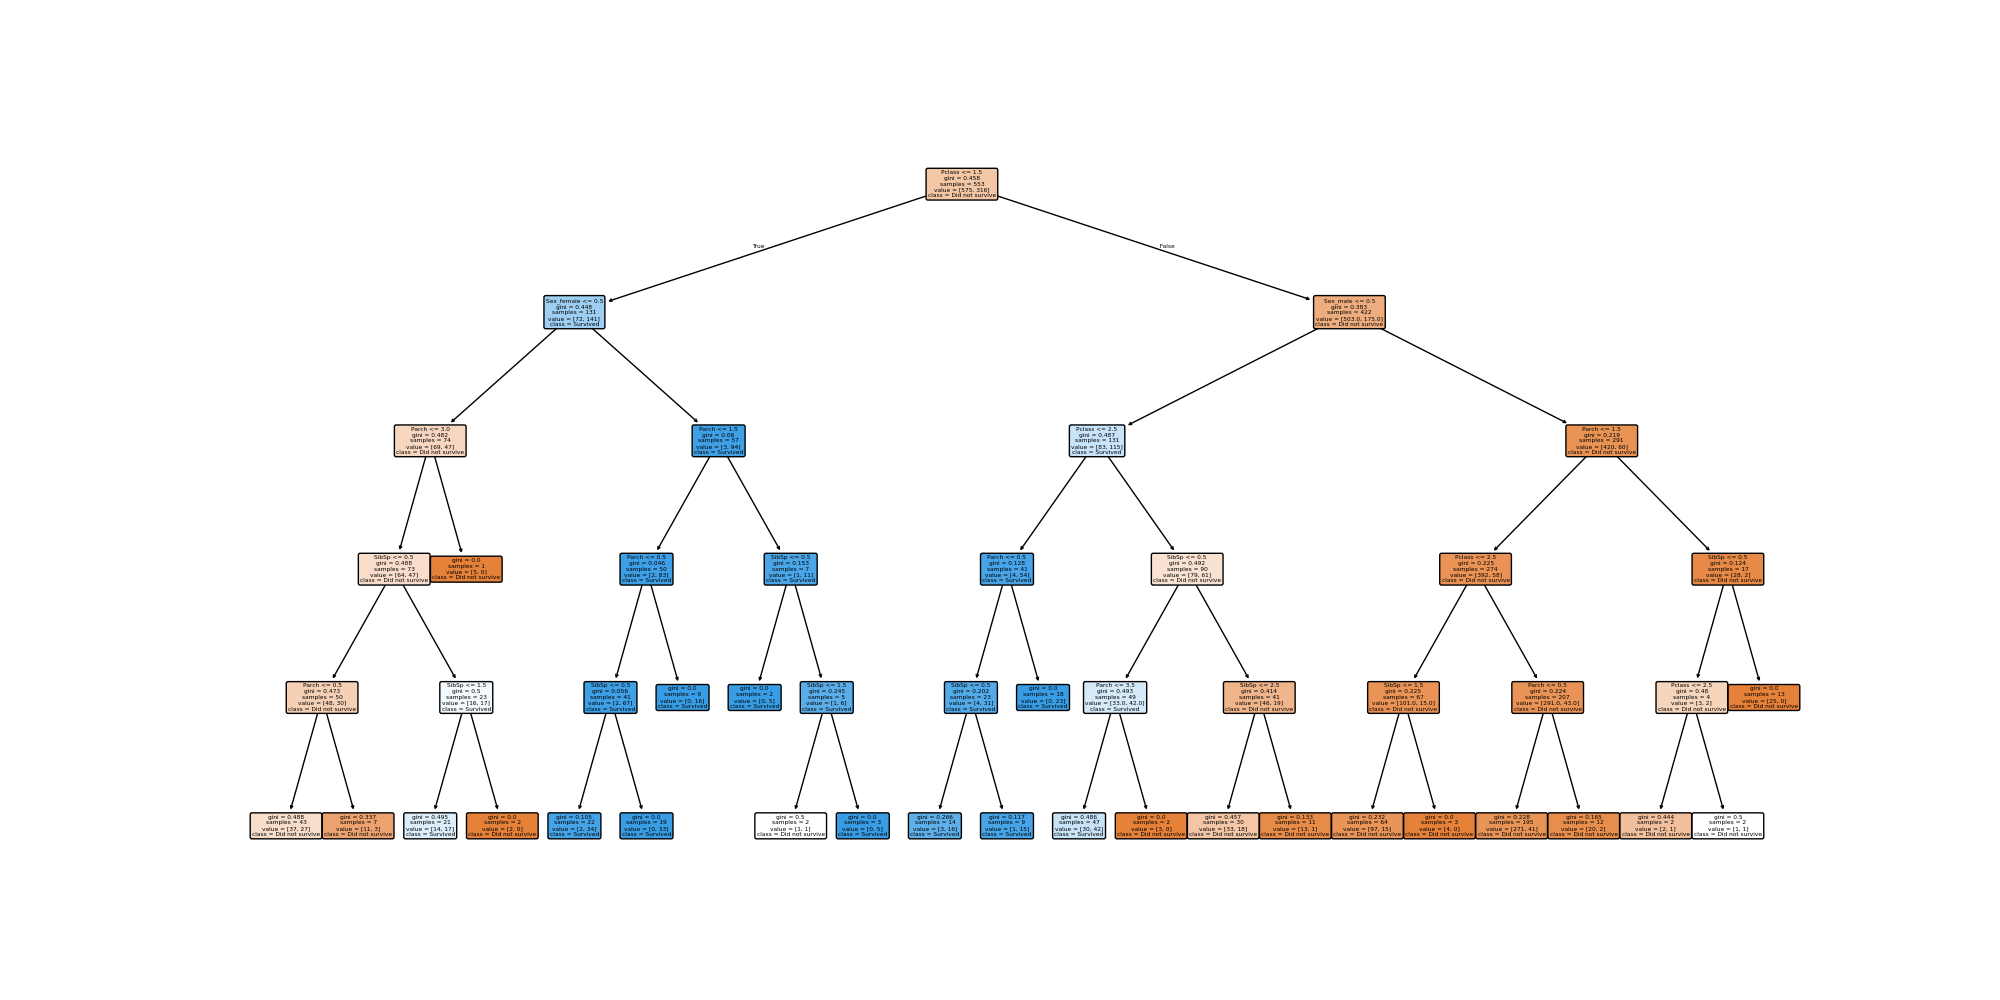 Pclass <= 1.5
gini = 0.458
samples = 553
value = [575, 316]
class = Did not survive
True
False
Sex_female <= 0.5
gini = 0.448
samples = 131
value = [72, 141]
class = Survived
Sex_male <= 0.5
gini = 0.383
samples = 422
value = [503.0, 175.0]
class = Did not survive
Parch <= 3.0
gini = 0.482
samples = 74
value = [69, 47]
class = Did not survive
Parch <= 1.5
gini = 0.06
samples = 57
value = [3, 94]
class = Survived
Pclass <= 2.5
gini = 0.487
samples = 131
value = [83, 115]
class = Survived
Parch <= 1.5
gini = 0.219
samples = 291
value = [420, 60]
class = Did not survive
SibSp <= 0.5
gini = 0.488
samples = 73
value = [64, 47]
class = Did not survive
gini = 0.0
samples = 1
value = [5, 0]
class = Did not survive
Parch <= 0.5
gini = 0.046
samples = 50
value = [2, 83]
class = Survived
SibSp <= 0.5
gini = 0.153
samples = 7
value = [1, 11]
class = Survived
Parch <= 0.5
gini = 0.128
samples = 41
value = [4, 54]
class = Survived
SibSp <= 0.5
gini = 0.492
samples = 90
value = [79, 61]
class = Did not survive
Pclass <= 2.5
gini = 0.225
samples = 274
value = [392, 58]
class = Did not survive
SibSp <= 0.5
gini = 0.124
samples = 17
value = [28, 2]
class = Did not survive
Parch <= 0.5
gini = 0.473
samples = 50
value = [48, 30]
class = Did not survive
SibSp <= 1.5
gini = 0.5
samples = 23
value = [16, 17]
class = Survived
SibSp <= 0.5
gini = 0.056
samples = 41
value = [2, 67]
class = Survived
gini = 0.0
samples = 9
value = [0, 16]
class = Survived
gini = 0.0
samples = 2
value = [0, 5]
class = Survived
SibSp <= 1.5
gini = 0.245
samples = 5
value = [1, 6]
class = Survived
SibSp <= 0.5
gini = 0.202
samples = 23
value = [4, 31]
class = Survived
gini = 0.0
samples = 18
value = [0, 23]
class = Survived
Parch <= 3.5
gini = 0.493
samples = 49
value = [33.0, 42.0]
class = Survived
SibSp <= 2.5
gini = 0.414
samples = 41
value = [46, 19]
class = Did not survive
SibSp <= 1.5
gini = 0.225
samples = 67
value = [101.0, 15.0]
class = Did not survive
Parch <= 0.5
gini = 0.224
samples = 207
value = [291.0, 43.0]
class = Did not survive
Pclass <= 2.5
gini = 0.48
samples = 4
value = [3, 2]
class = Did not survive
gini = 0.0
samples = 13
value = [25, 0]
class = Did not survive
gini = 0.488
samples = 43
value = [37, 27]
class = Did not survive
gini = 0.337
samples = 7
value = [11, 3]
class = Did not survive
gini = 0.495
samples = 21
value = [14, 17]
class = Survived
gini = 0.0
samples = 2
value = [2, 0]
class = Did not survive
gini = 0.105
samples = 22
value = [2, 34]
class = Survived
gini = 0.0
samples = 19
value = [0, 33]
class = Survived
gini = 0.5
samples = 2
value = [1, 1]
class = Did not survive
gini = 0.0
samples = 3
value = [0, 5]
class = Survived
gini = 0.266
samples = 14
value = [3, 16]
class = Survived
gini = 0.117
samples = 9
value = [1, 15]
class = Survived
gini = 0.486
samples = 47
value = [30, 42]
class = Survived
gini = 0.0
samples = 2
value = [3, 0]
class = Did not survive
gini = 0.457
samples = 30
value = [33, 18]
class = Did not survive
gini = 0.133
samples = 11
value = [13, 1]
class = Did not survive
gini = 0.232
samples = 64
value = [97, 15]
class = Did not survive
gini = 0.0
samples = 3
value = [4, 0]
class = Did not survive
gini = 0.228
samples = 195
value = [271, 41]
class = Did not survive
gini = 0.165
samples = 12
value = [20, 2]
class = Did not survive
gini = 0.444
samples = 2
value = [2, 1]
class = Did not survive
gini = 0.5
samples = 2
value = [1, 1]
class = Did not survive